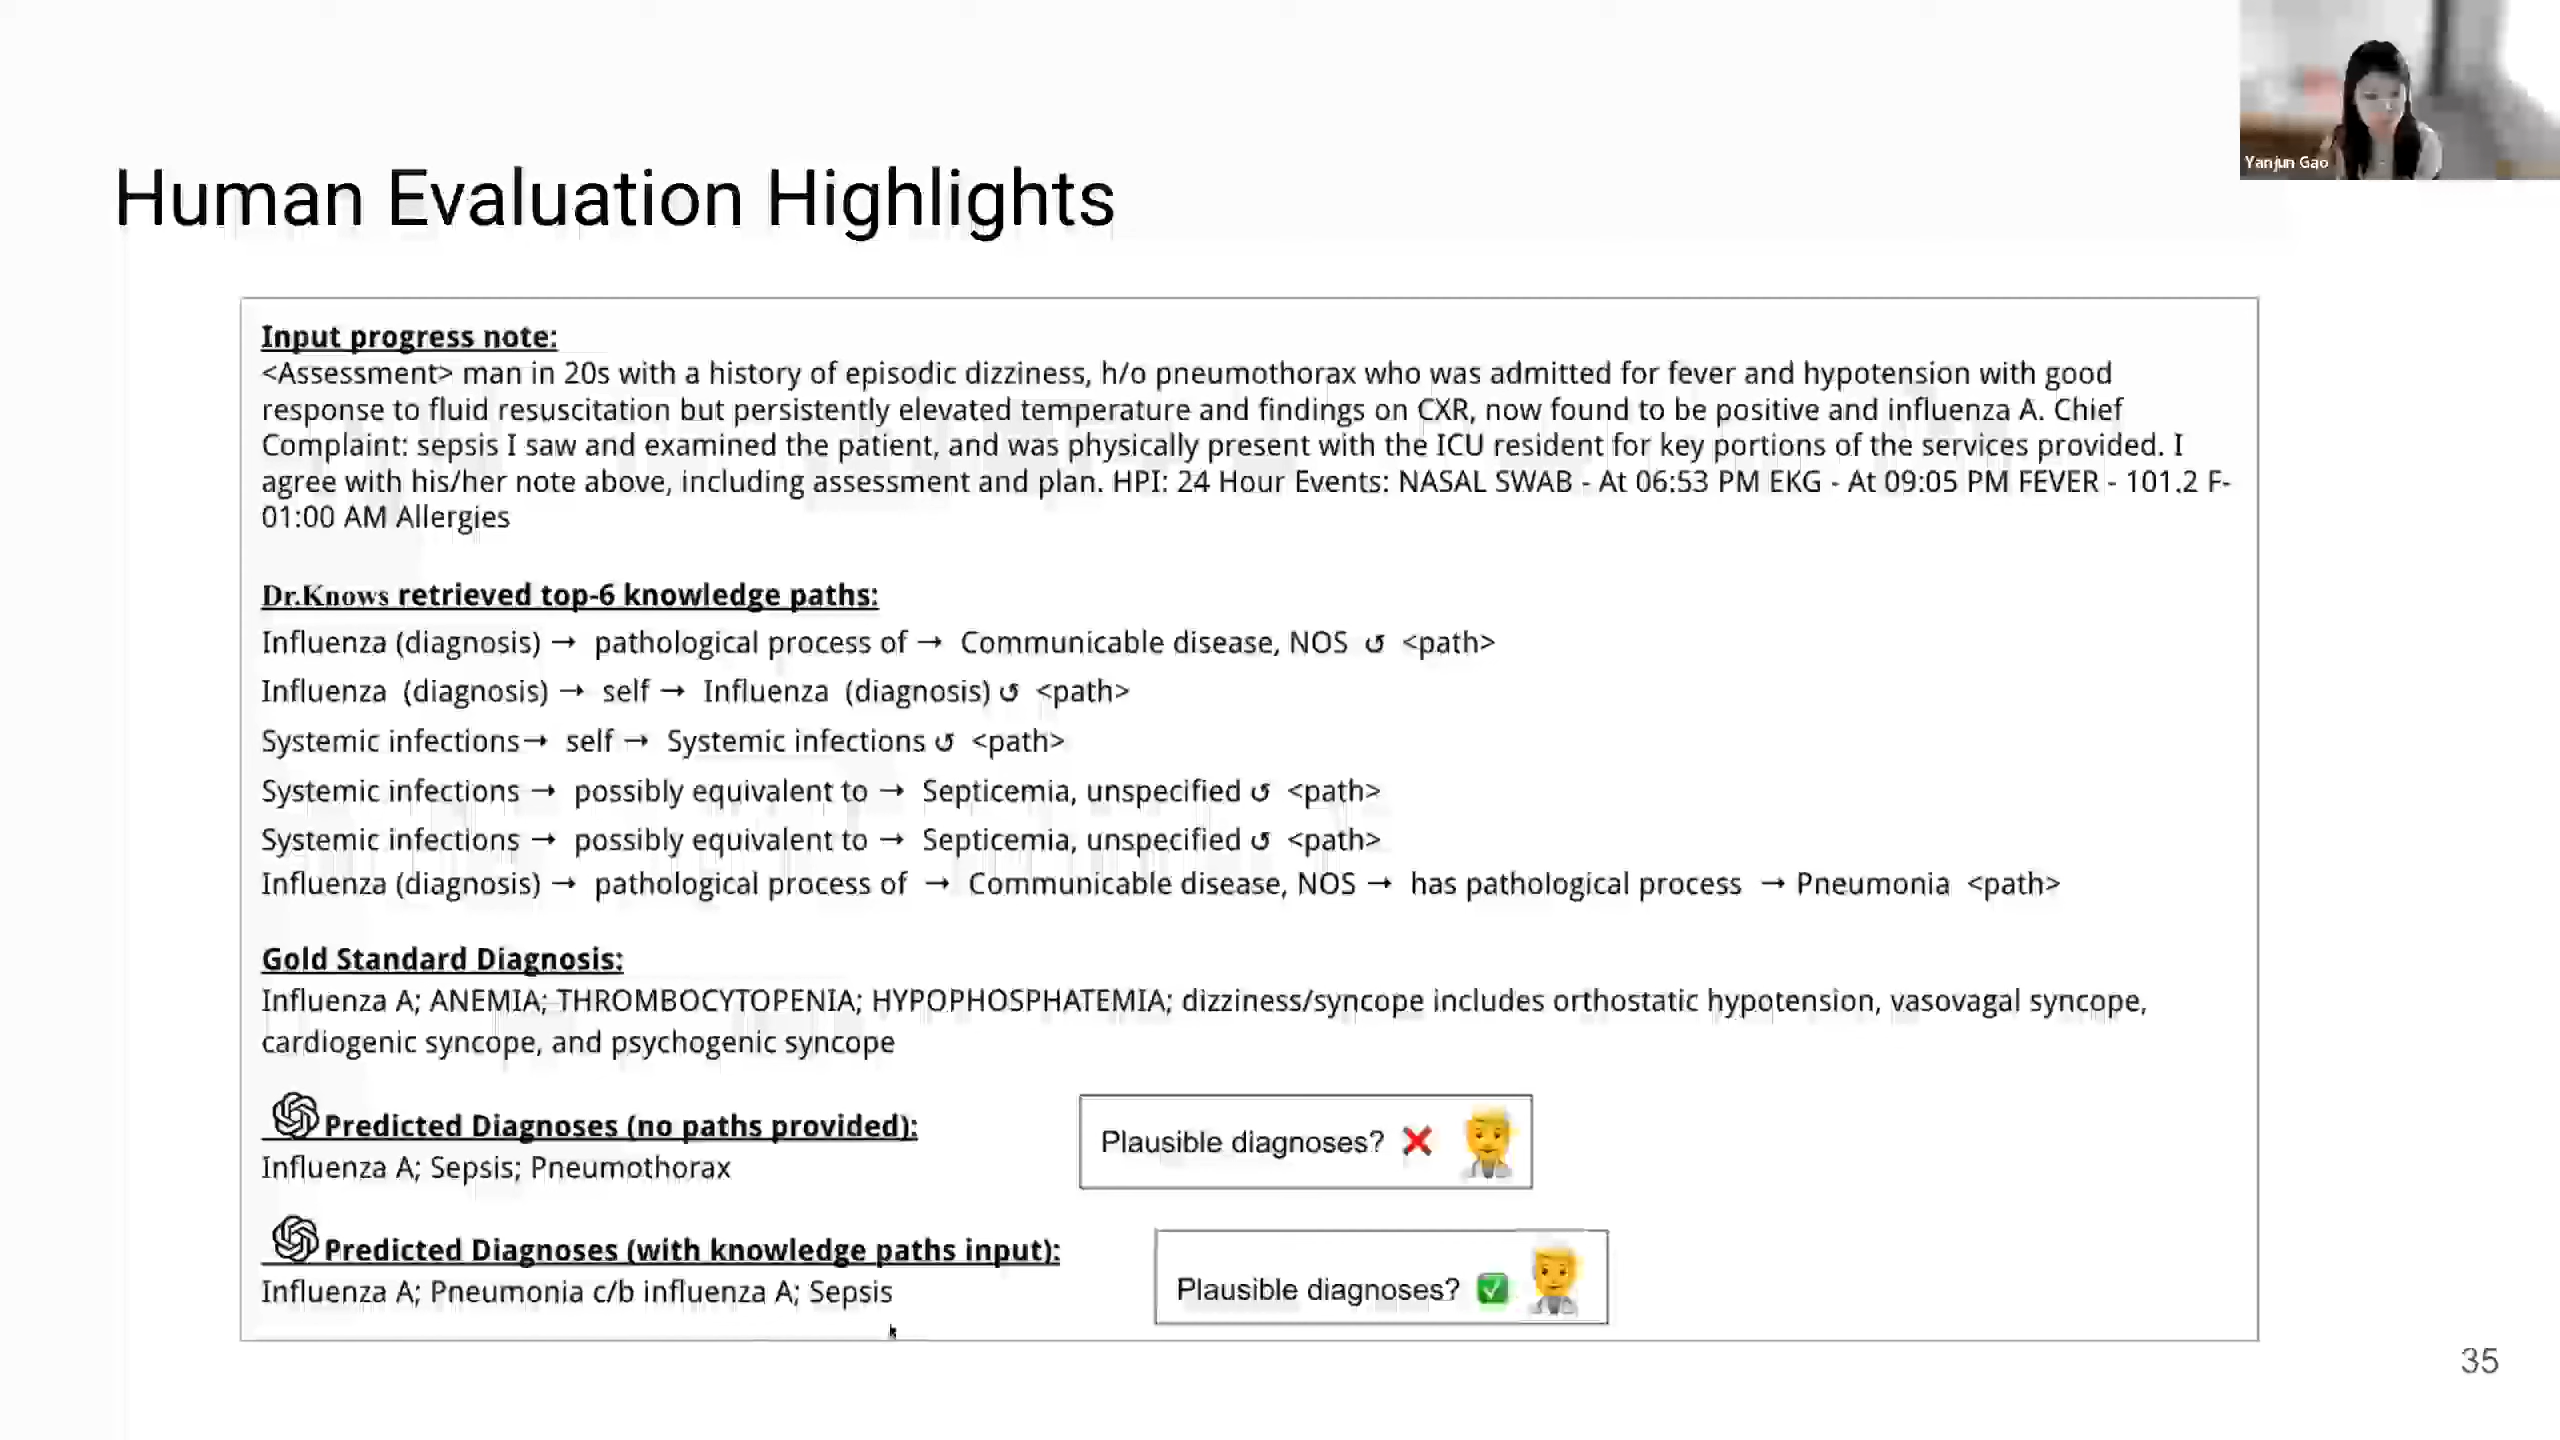 Yanjun Gao
Human Evaluation Highlights
Input progress note:
<Assessment> man in 20s with a history of episodic dizziness, h/o pneumothorax who was admitted for fever and hypotension with good
response to fluid resuscitation but persistently elevated temperature and findings on CXR, now found to be positive and influenza A. Chief
Complaint: sepsis I saw and examined the patient, and was physically present with the ICU resident for key portions of the services provided. I
agree with his/her note above, including assessment and plan. HPI: 24 Hour Events: NASAL SWAB - At 06:53 PM EKG - At 09:05 PM FEVER - 101.2 F-
01:00 AM Allergies
Dr.Knows retrieved top-6 knowledge paths:
Influenza (diagnosis) → pathological process of → Communicable disease, NOS ↺ <path>
Influenza (diagnosis) → self → Influenza (diagnosis) ↺ <path>
Systemic infections→ self → Systemic infections ↺ <path>
Systemic infections → possibly equivalent to → Septicemia, unspecified ↺ <path>
Systemic infections → possibly equivalent to → Septicemia, unspecified ↺ <path>
Influenza (diagnosis) → pathological process of → Communicable disease, NOS → has pathological process → Pneumonia <path>
Gold Standard Diagnosis:
Influenza A; ANEMIA; THROMBOCYTOPENIA; HYPOPHOSPHATEMIA; dizziness/syncope includes orthostatic hypotension, vasovagal syncope,
cardiogenic syncope, and psychogenic syncope
Predicted Diagnoses (no paths provided):
Influenza A; Sepsis; Pneumothorax
Plausible diagnoses? ❌
Predicted Diagnoses (with knowledge paths input):
Influenza A; Pneumonia c/b influenza A; Sepsis
Plausible diagnoses? ✅
35